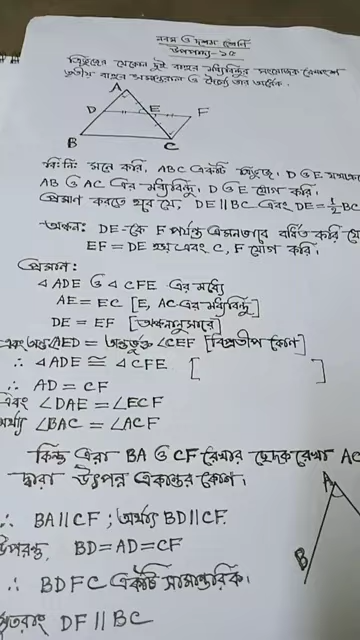 নবম ও দশম শ্রেণি
উপপাদ্য-১৫
ত্রিভুজের যেকোন দুই বাহুর মধ্যবিন্দুর সংযোজক রেখাংশ
তৃতীয় বাহুর সমান্তরাল ও দৈর্ঘ্যে তার অর্ধেক।
A
D E F
B C
বি: নি: মনে করি, ABC একটি ত্রিভুজ। D ও E যথাক্রমে
AB ও AC এর মধ্যবিন্দু। D ও E যোগ করি।
প্রমাণ করতে হবে যে, DE || BC এবং DE = ½ BC
অঙ্কন: DE-কে F পর্যন্ত এমনভাবে বর্ধিত করি যে
EF = DE হয় এবং C, F যোগ করি।
প্রমাণ:
△ADE ও △CFE এর মধ্যে
AE = EC [E, AC এর মধ্যবিন্দু]
DE = EF [অঙ্কনানুসারে]
এবং অন্তর্ভুক্ত ∠AED = অন্তর্ভুক্ত ∠CEF [বিপ্রতীপ কোণ]
∴ △ADE ≅ △CFE [ ]
∴ AD = CF
এবং ∠DAE = ∠ECF
অর্থাৎ ∠BAC = ∠ACF
কিন্তু এরা BA ও CF রেখার ছেদক রেখা AC
দ্বারা উৎপন্ন একান্তর কোণ।
∴ BA || CF ; অর্থাৎ BD || CF.
উপরন্তু BD = AD = CF
∴ BDFC একটি সামান্তরিক।
সুতরাং DF || BC
A
B